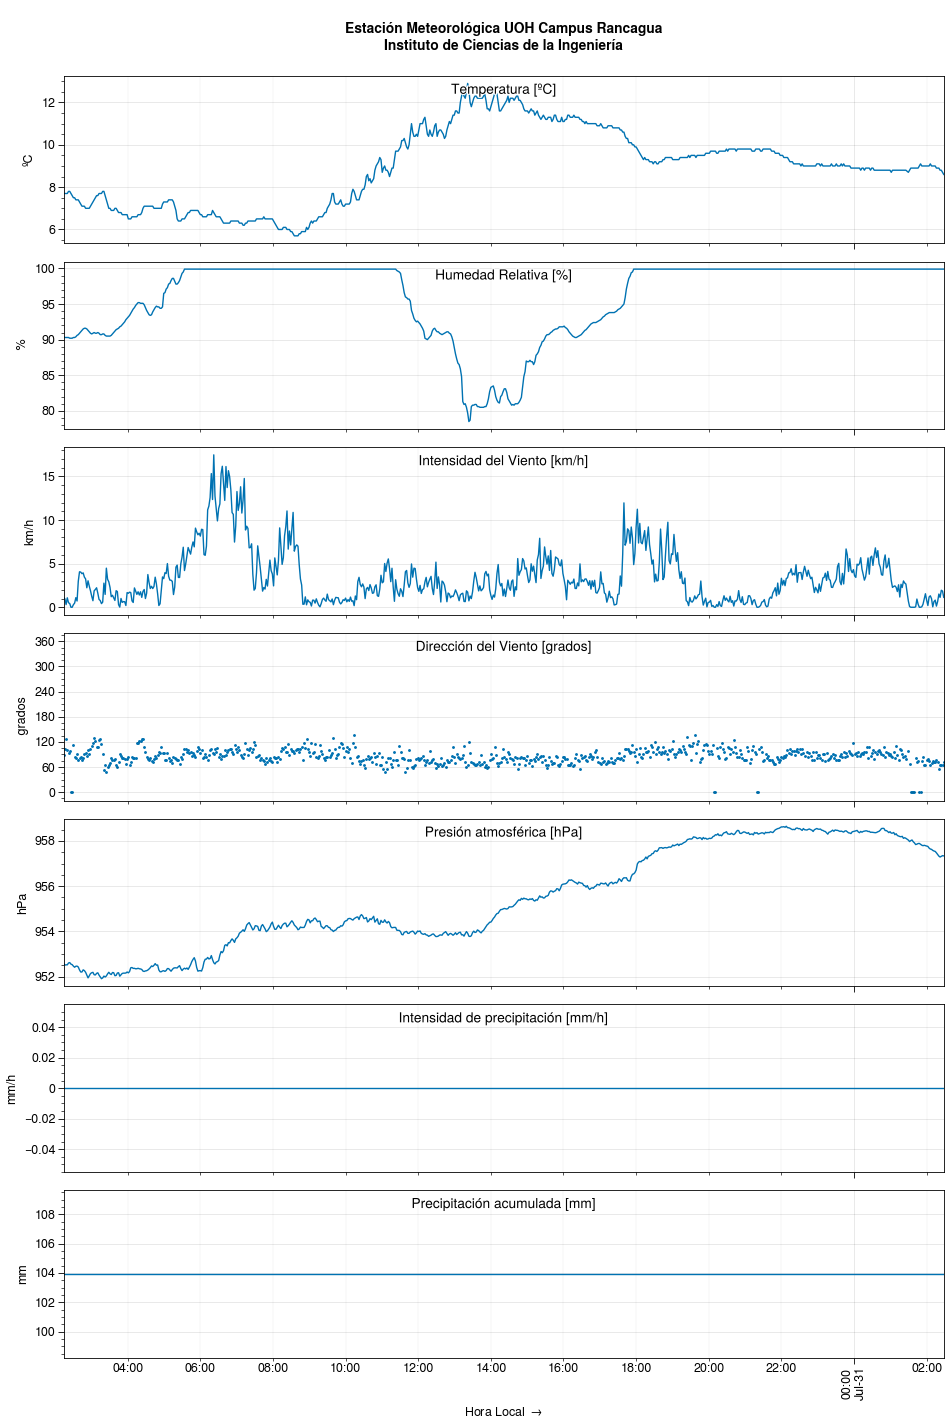 Estación Meteorológica UOH Campus Rancagua
Instituto de Ciencias de la Ingeniería
Temperatura [ºC]
12
10
8
6
ºC
Humedad Relativa [%]
100
95
90
85
80
%
Intensidad del Viento [km/h]
15
10
5
0
km/h
Dirección del Viento [grados]
360
300
240
180
120
60
0
grados
Presión atmosférica [hPa]
958
956
954
952
hPa
Intensidad de precipitación [mm/h]
0.04
0.02
0
−0.02
−0.04
mm/h
Precipitación acumulada [mm]
108
106
104
102
100
mm
04:00 06:00 08:00 10:00 12:00 14:00 16:00 18:00 20:00 22:00 00:00 02:00
Jul-31
Hora Local →